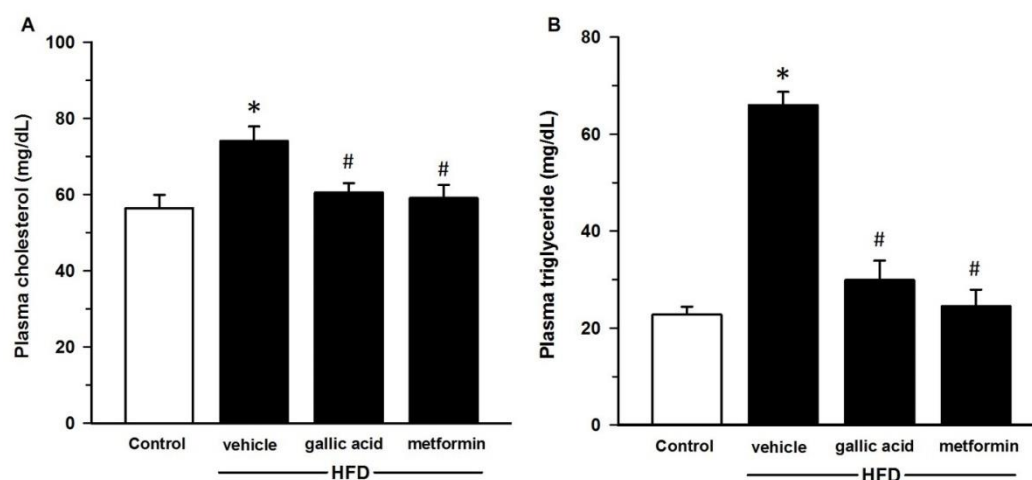 A
Plasma cholesterol (mg/dL)
100
80
60
40
20
0
*
#
#
Control vehicle gallic acid metformin
HFD
B
Plasma triglyceride (mg/dL)
80
60
40
20
0
*
#
#
Control vehicle gallic acid metformin
HFD